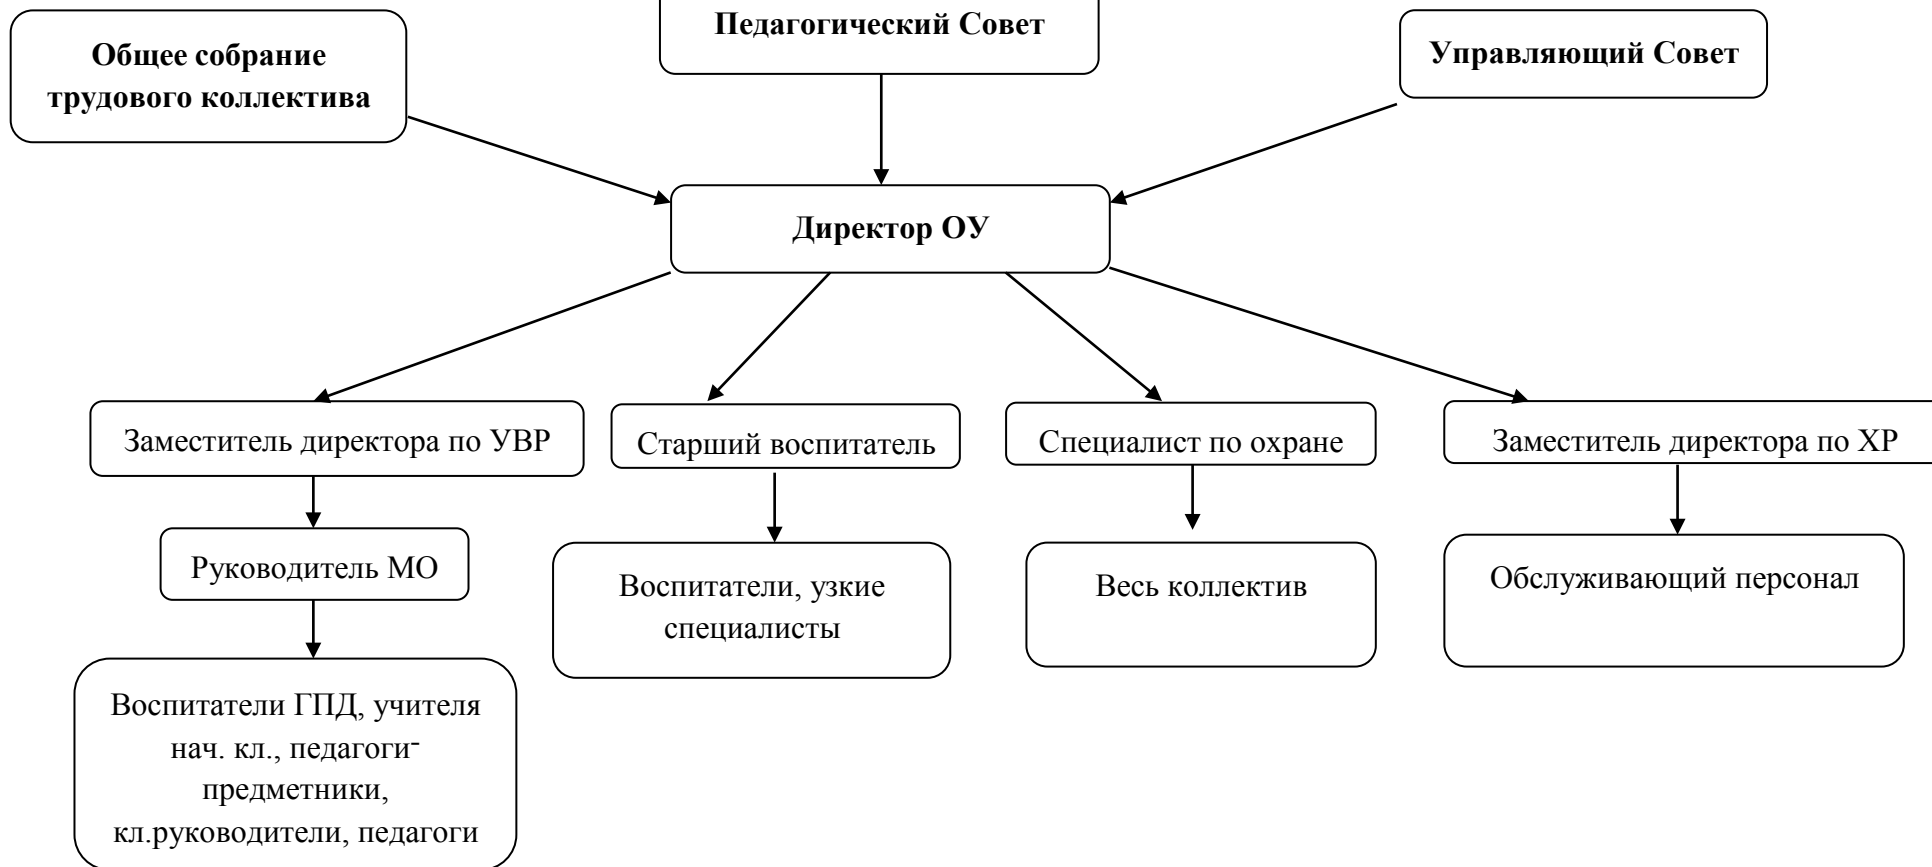 Педагогический Совет
Общее собрание
трудового коллектива
Управляющий Совет
Директор ОУ
Заместитель директора по УВР
Старший воспитатель
Специалист по охране
Заместитель директора по ХР
Руководитель МО
Воспитатели, узкие
специалисты
Весь коллектив
Обслуживающий персонал
Воспитатели ГПД, учителя
нач. кл., педагоги-
предметники,
кл.руководители, педагоги